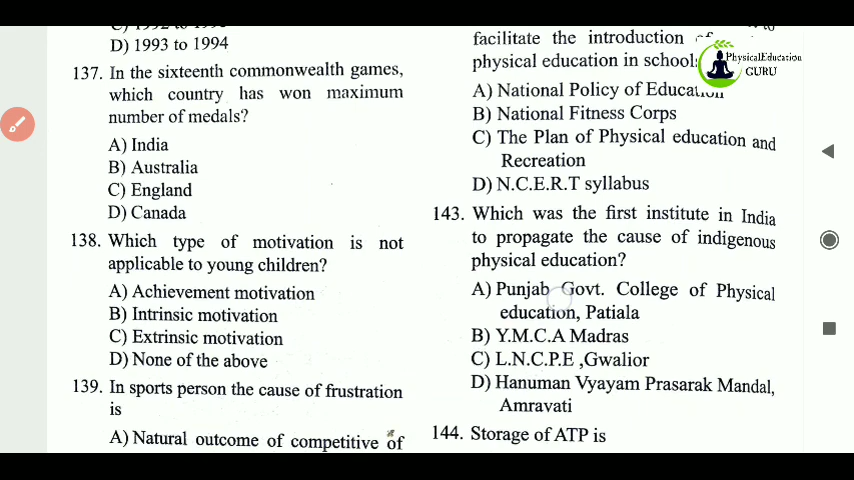 D) 1993 to 1994
137. In the sixteenth commonwealth games,
which country has won maximum
number of medals?
A) India
B) Australia
C) England
D) Canada
138. Which type of motivation is not
applicable to young children?
A) Achievement motivation
B) Intrinsic motivation
C) Extrinsic motivation
D) None of the above
139. In sports person the cause of frustration
is
A) Natural outcome of competitive of
facilitate the introduction
physical education in schools
A) National Policy of Education
B) National Fitness Corps
C) The Plan of Physical education and
Recreation
D) N.C.E.R.T syllabus
143. Which was the first institute in India
to propagate the cause of indigenous
physical education?
A) Punjab Govt. College of Physical
education, Patiala
B) Y.M.C.A Madras
C) L.N.C.P.E ,Gwalior
D) Hanuman Vyayam Prasarak Mandal,
Amravati
144. Storage of ATP is
PhysicalEducation
GURU